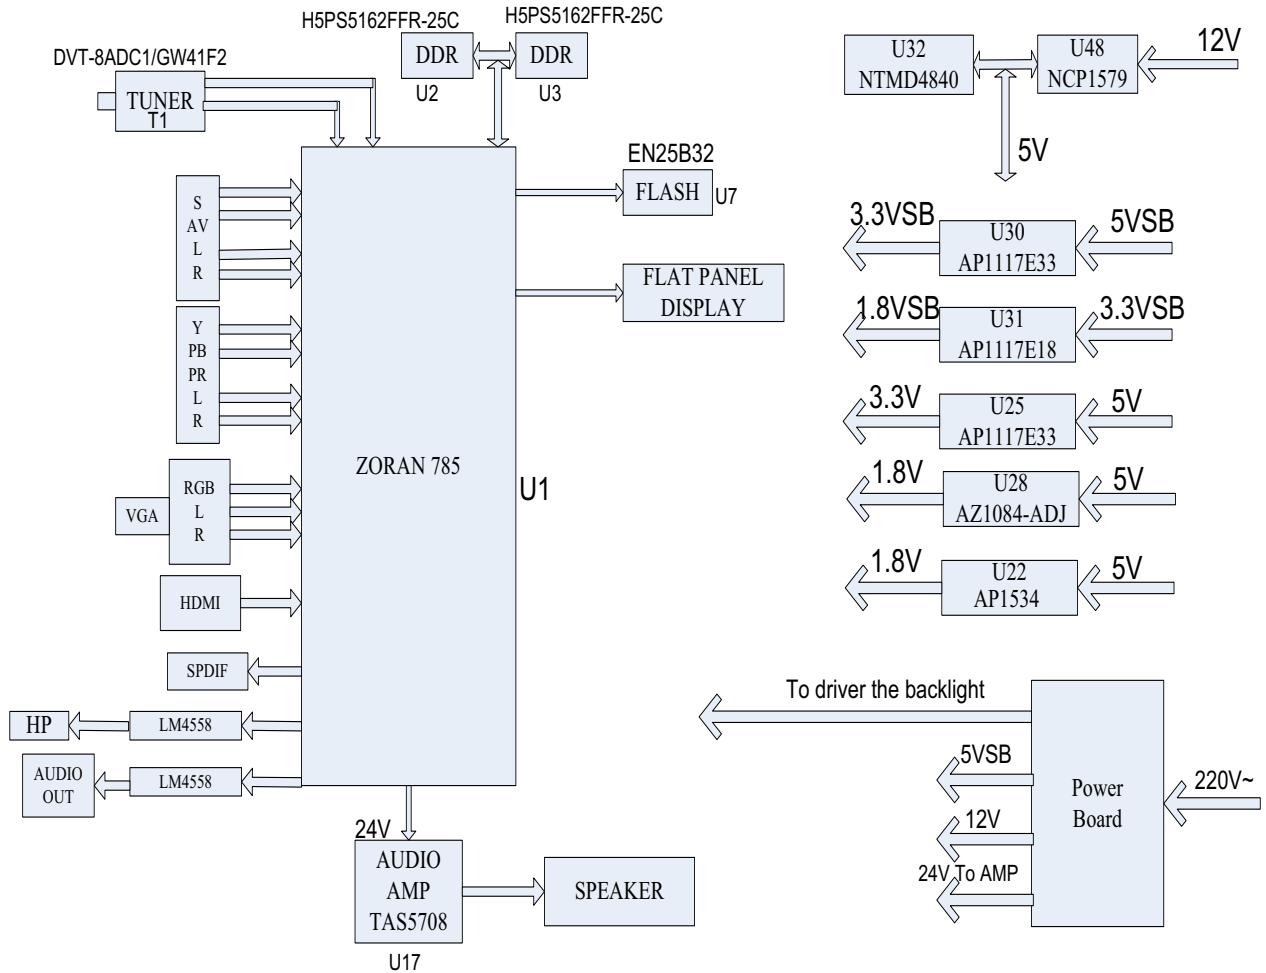 H5PS5162FFR-25C
H5PS5162FFR-25C
DVT-8ADC1/GW41F2
DDR
DDR
U2
U3
TUNER
T1
EN25B32
FLASH
U7
S
AV
L
R
FLAT PANEL
DISPLAY
Y
PB
PR
L
R
ZORAN 785
U1
VGA
RGB
L
R
HDMI
SPDIF
HP
LM4558
AUDIO
OUT
LM4558
24V
AUDIO
AMP
TAS5708
U17
SPEAKER
U32
NTMD4840
U48
NCP1579
12V
5V
3.3VSB
U30
AP1117E33
5VSB
1.8VSB
U31
AP1117E18
3.3VSB
3.3V
U25
AP1117E33
5V
1.8V
U28
AZ1084-ADJ
5V
1.8V
U22
AP1534
5V
To driver the backlight
5VSB
12V
24V To AMP
Power
Board
220V~